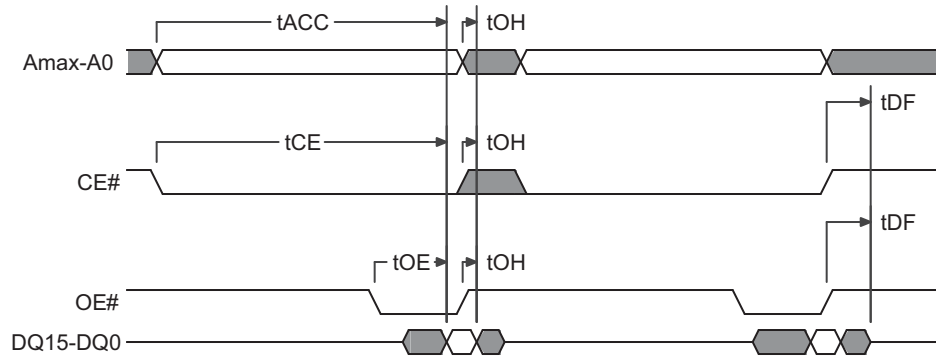 tACC
tOH
Amax-A0
tDF
tCE
tOH
CE#
tDF
tOE
tOH
OE#
DQ15-DQ0